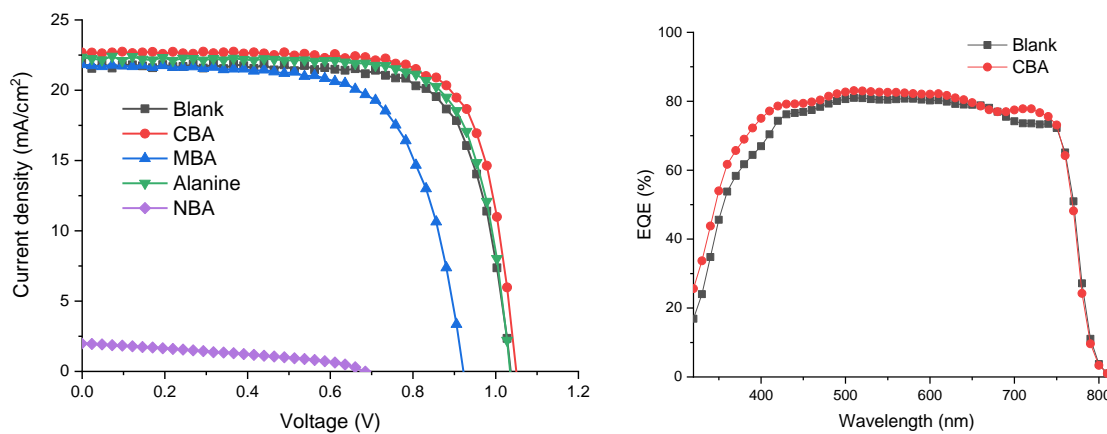 25
20
15
10
5
0
0.0 0.2 0.4 0.6 0.8 1.0 1.2
Current density (mA/cm²)
Voltage (V)
Blank
CBA
MBA
Alanine
NBA
100
80
60
40
20
0
400 500 600 700 800
EQE (%)
Wavelength (nm)
Blank
CBA